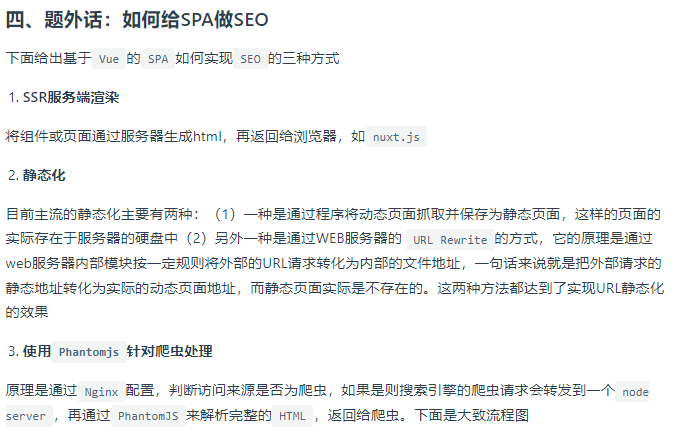 四、题外话：如何给SPA做SEO
下面给出基于 Vue 的 SPA 如何实现 SEO 的三种方式
1. SSR服务端渲染
将组件或页面通过服务器生成html，再返回给浏览器，如 nuxt.js
2. 静态化
目前主流的静态化主要有两种：（1）一种是通过程序将动态页面抓取并保存为静态页面，这样的页面的
实际存在于服务器的硬盘中（2）另外一种是通过WEB服务器的 URL Rewrite 的方式，它的原理是通过
web服务器内部模块按一定规则将外部的URL请求转化为内部的文件地址，一句话来说就是把外部请求的
静态地址转化为实际的动态页面地址，而静态页面实际是不存在的。这两种方法都达到了实现URL静态化
的效果
3. 使用 Phantomjs 针对爬虫处理
原理是通过 Nginx 配置，判断访问来源是否为爬虫，如果是则搜索引擎的爬虫请求会转发到一个 node
server ，再通过 PhantomJS 来解析完整的 HTML ，返回给爬虫。下面是大致流程图